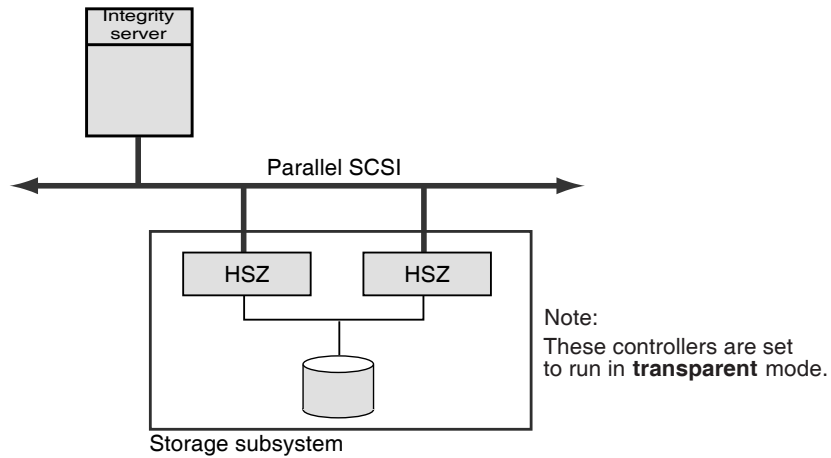 Integrity
server
Parallel SCSI
HSZ
HSZ
Note:
These controllers are set
to run in transparent mode.
Storage subsystem